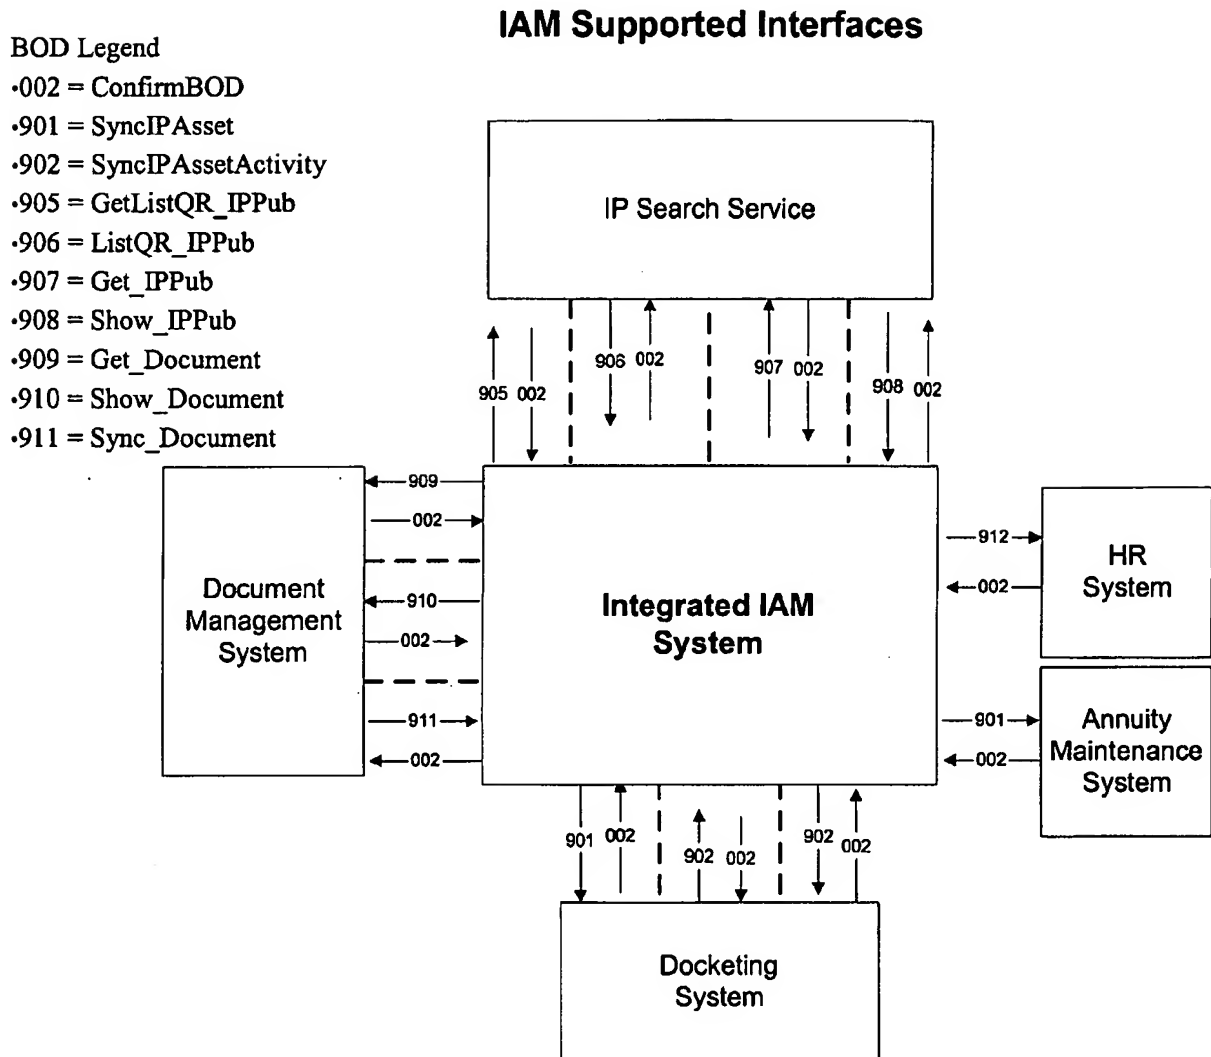 IAM Supported Interfaces
BOD Legend
•002 = ConfirmBOD
•901 = SyncIPAsset
•902 = SyncIPAssetActivity
•905 = GetListQR_IPPub
•906 = ListQR_IPPub
•907 = Get_IPPub
•908 = Show_IPPub
•909 = Get_Document
•910 = Show_Document
•911 = Sync_Document
IP Search Service
905
002
906
002
907
002
908
002
909
002
910
002
911
002
Document
Management
System
Integrated IAM
System
912
002
HR
System
901
002
Annuity
Maintenance
System
901
002
902
002
902
002
Docketing
System